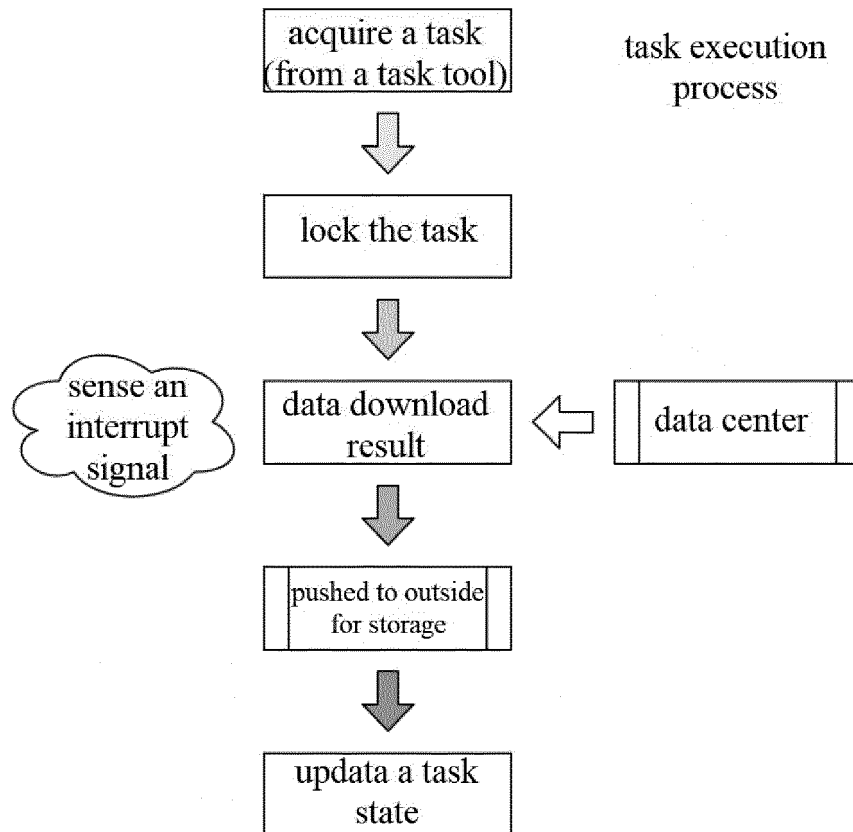 acquire a task
(from a task tool)
task execution
process
lock the task
sense an
interrupt
signal
data download
result
data center
pushed to outside
for storage
updata a task
state